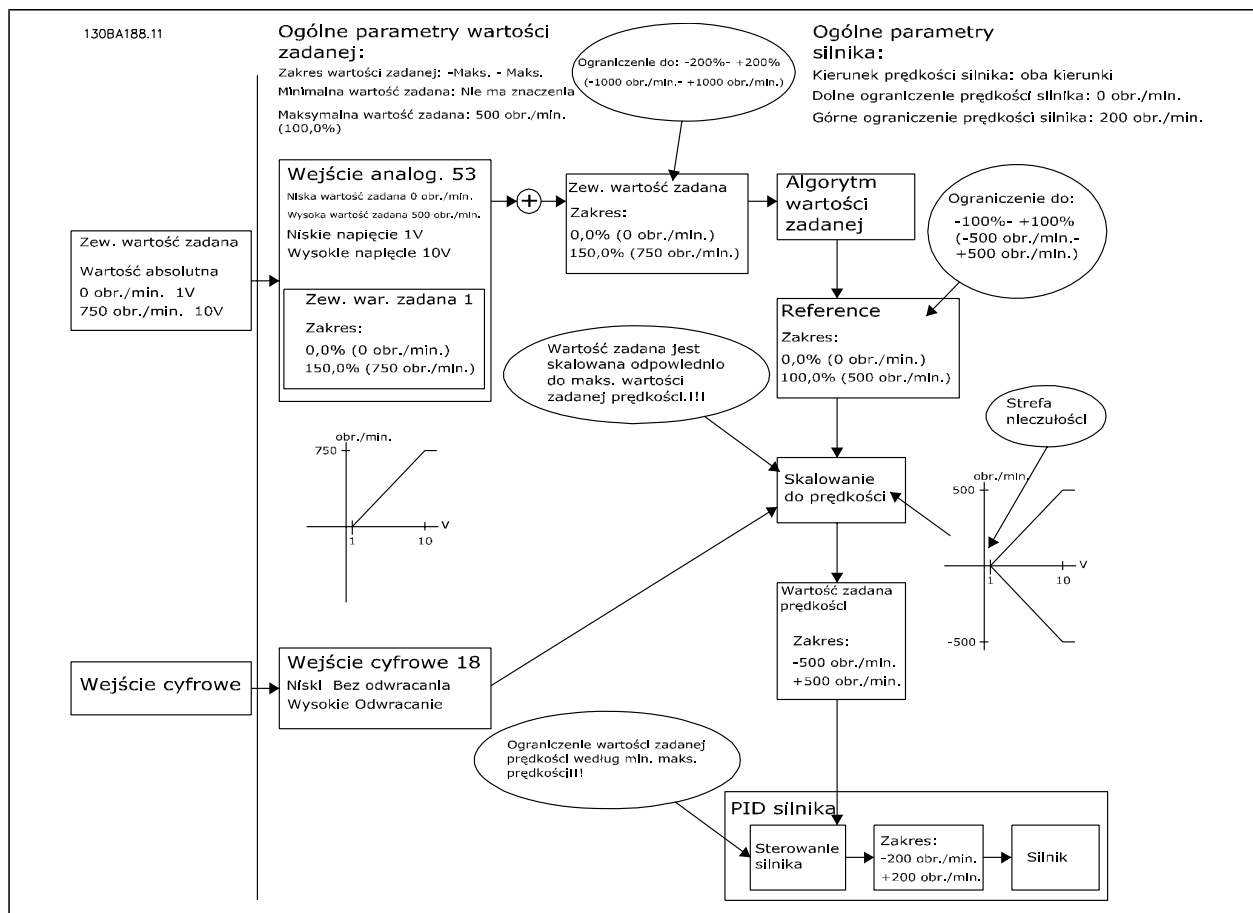 130BA188.11
Ogólne parametry wartości
zadanej:
Zakres wartości zadanej: -Maks. - Maks.
Minimalna wartość zadana: Nie ma znaczenia
Maksymalna wartość zadana: 500 obr./min.
(100,0%)
Ograniczenie do: -200%- +200%
(-1000 obr./min.- +1000 obr./min.)
Ogólne parametry
silnika:
Kierunek prędkości silnika: oba kierunki
Dolne ograniczenie prędkości silnika: 0 obr./min.
Górne ograniczenie prędkości silnika: 200 obr./min.
Zew. wartość zadana
Wartość absolutna
0 obr./min. 1V
750 obr./min. 10V
Wejście analog. 53
Niska wartość zadana 0 obr./min.
Wysoka wartość zadana 500 obr./min.
Niskie napięcie 1V
Wysokie napięcie 10V
Zew. war. zadana 1
Zakres:
0,0% (0 obr./min.)
150,0% (750 obr./min.)
+
Zew. wartość zadana
Zakres:
0,0% (0 obr./min.)
150,0% (750 obr./min.)
Algorytm
wartości
zadanej
Ograniczenie do:
-100%- +100%
(-500 obr./min.-
+500 obr./min.)
Reference
Zakres:
0,0% (0 obr./min.)
100,0% (500 obr./min.)
Wartość zadana jest
skalowana odpowiednio
do maks. wartości
zadanej prędkości.!!!
Strefa
nieczułości
obr./min.
750
1
10
V
Skalowanie
do prędkości
obr./min.
500
V
1
10
-500
Wartość zadana
prędkości
Zakres:
-500 obr./min.
+500 obr./min.
Wejście cyfrowe
Wejście cyfrowe 18
Niski Bez odwracania
Wysokie Odwracanie
Ograniczenie wartości zadanej
prędkości według min. maks.
prędkości!!!
PID silnika
Sterowanie
silnika
Zakres:
-200 obr./min.
+200 obr./min.
Silnik